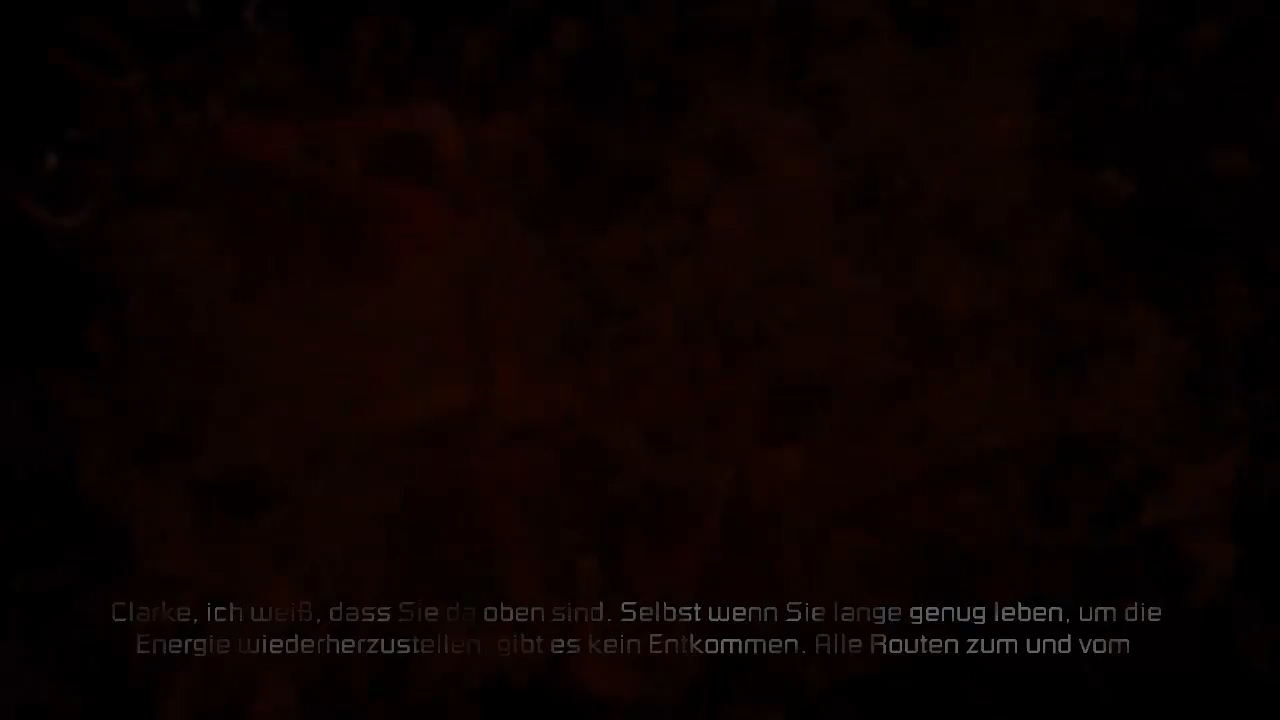 Clarke, ich weiß, dass Sie da oben sind. Selbst wenn Sie lange genug leben, um die
Energie wiederherzustellen, gibt es kein Entkommen. Alle Routen zum und vom